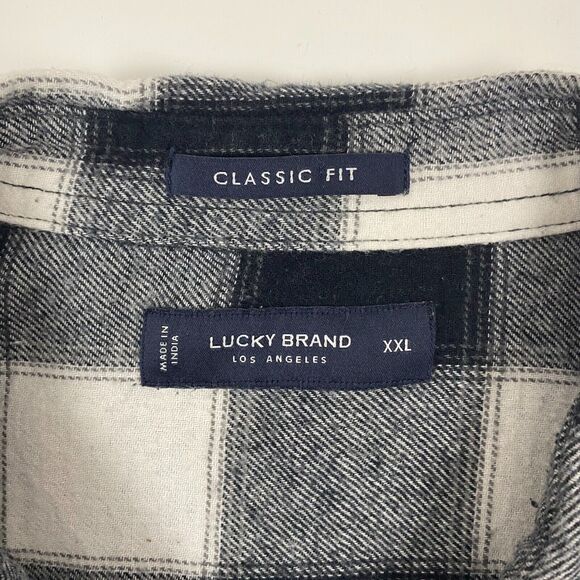 CLASSIC FIT
MADE IN
INDIA
LUCKY BRAND
LOS ANGELES
XXL